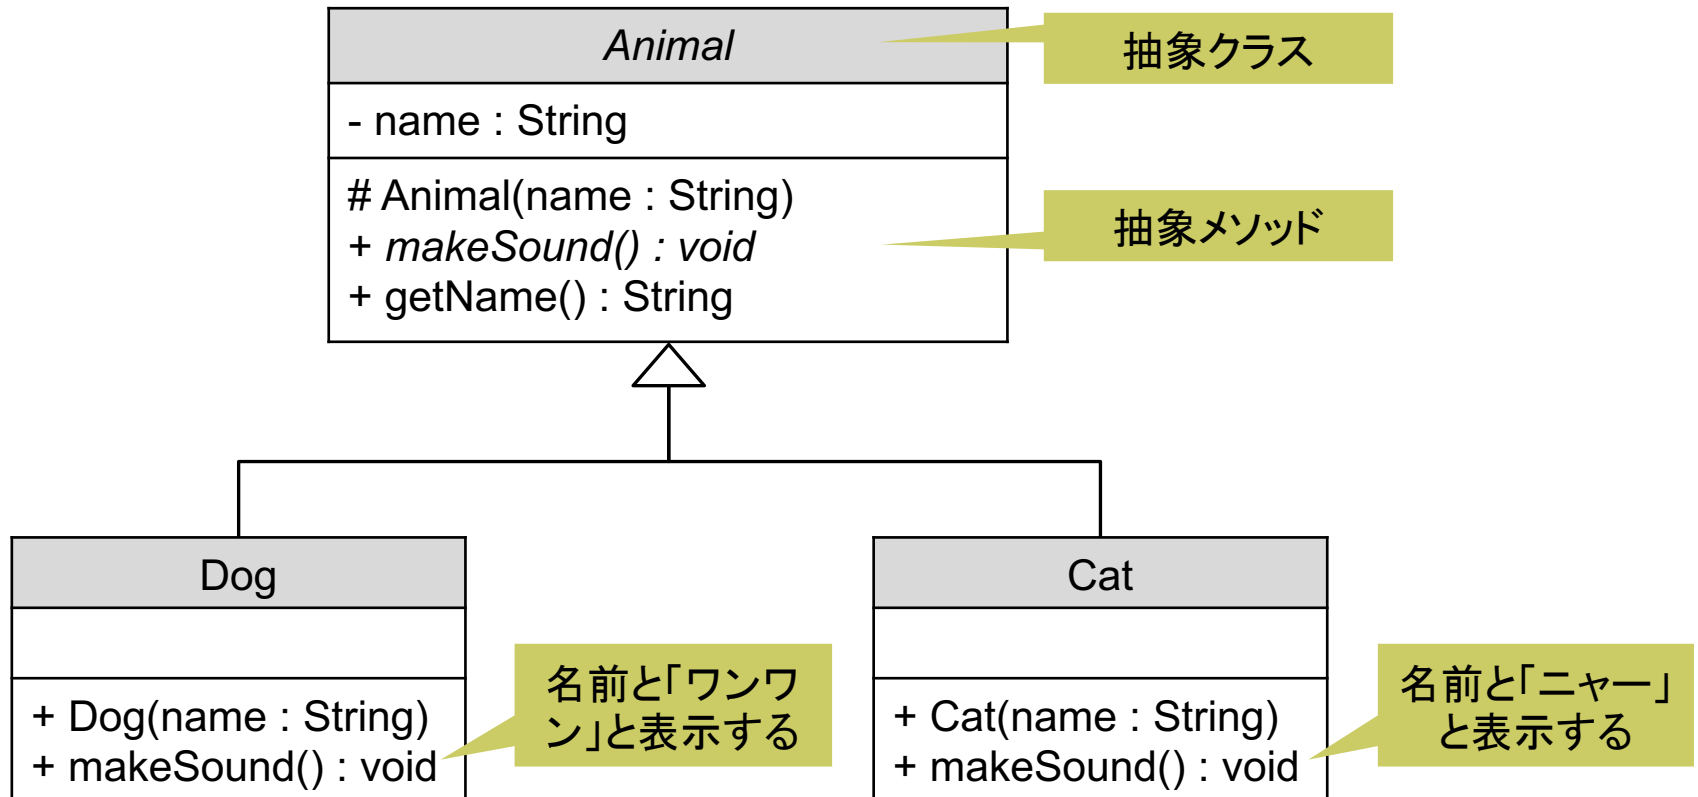 Animal
抽象クラス
- name : String
# Animal(name : String)
+ makeSound() : void
+ getName() : String
抽象メソッド
Dog
+ Dog(name : String)
+ makeSound() : void
名前と「ワンワ
ン」と表示する
Cat
+ Cat(name : String)
+ makeSound() : void
名前と「ニャー」
と表示する